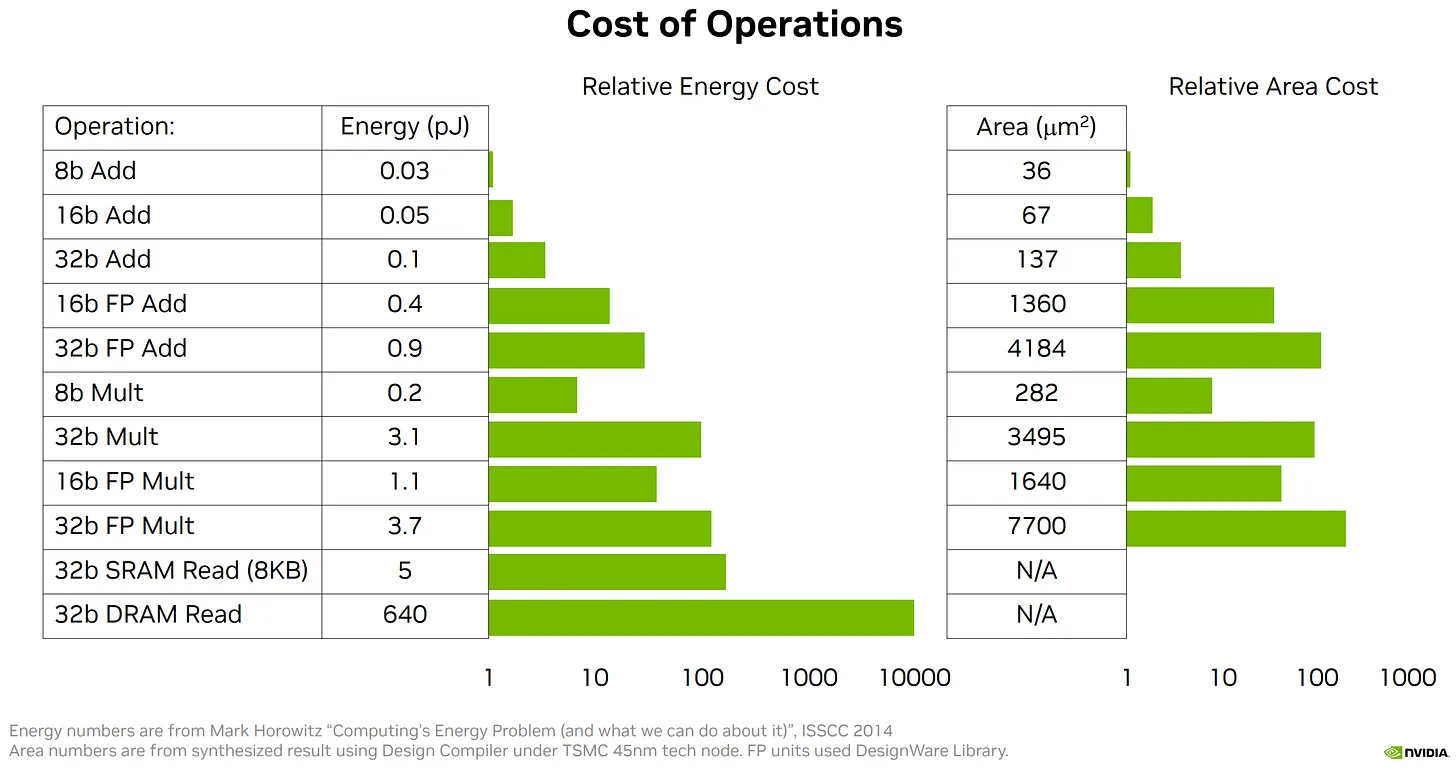 Cost of Operations
Relative Energy Cost
Relative Area Cost
Operation: Energy (pJ) Area (μm²)
8b Add 0.03 36
16b Add 0.05 67
32b Add 0.1 137
16b FP Add 0.4 1360
32b FP Add 0.9 4184
8b Mult 0.2 282
32b Mult 3.1 3495
16b FP Mult 1.1 1640
32b FP Mult 3.7 7700
32b SRAM Read (8KB) 5 N/A
32b DRAM Read 640 N/A
1 10 100 1000 10000 1 10 100 1000
Energy numbers are from Mark Horowitz “Computing’s Energy Problem (and what we can do about it)”, ISSCC 2014
Area numbers are from synthesized result using Design Compiler under TSMC 45nm tech node. FP units used DesignWare Library.
NVIDIA.